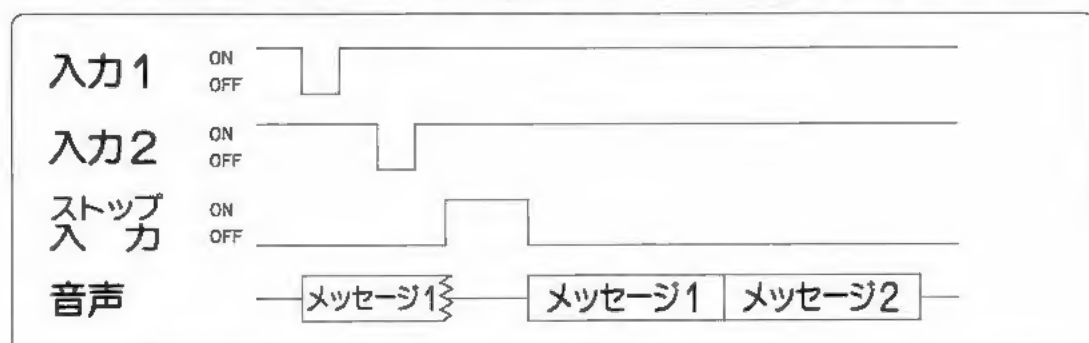 入力1 ON
OFF
入力2 ON
OFF
ストップ ON
入 力 OFF
音声 メッセージ1 メッセージ1 メッセージ2